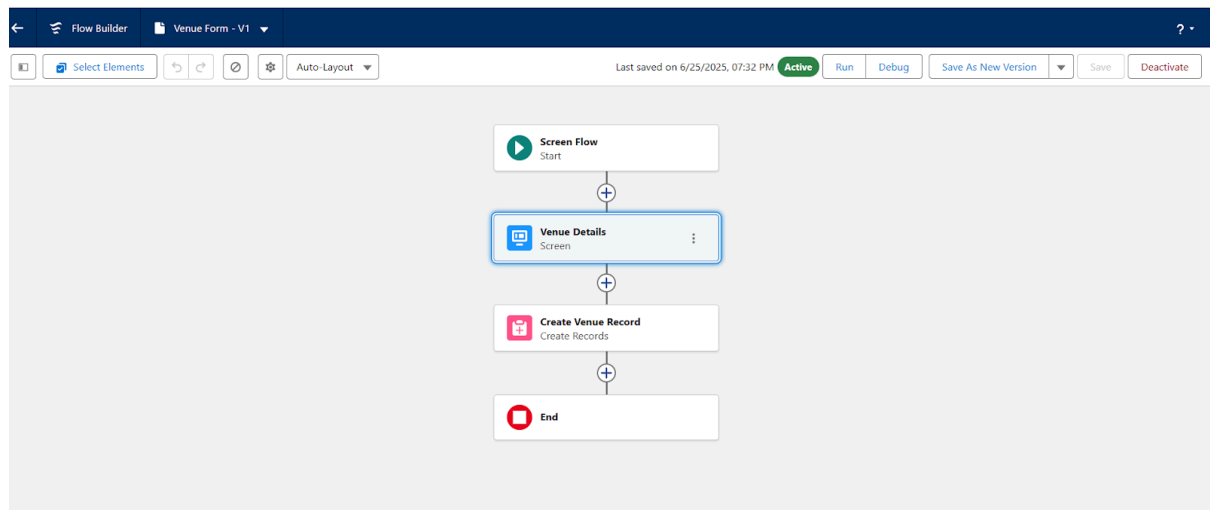 Flow Builder
Venue Form - V1
?
Select Elements
Auto-Layout
Last saved on 6/25/2025, 07:32 PM
Active
Run
Debug
Save As New Version
Save
Deactivate
Screen Flow
Start
Venue Details
Screen
Create Venue Record
Create Records
End